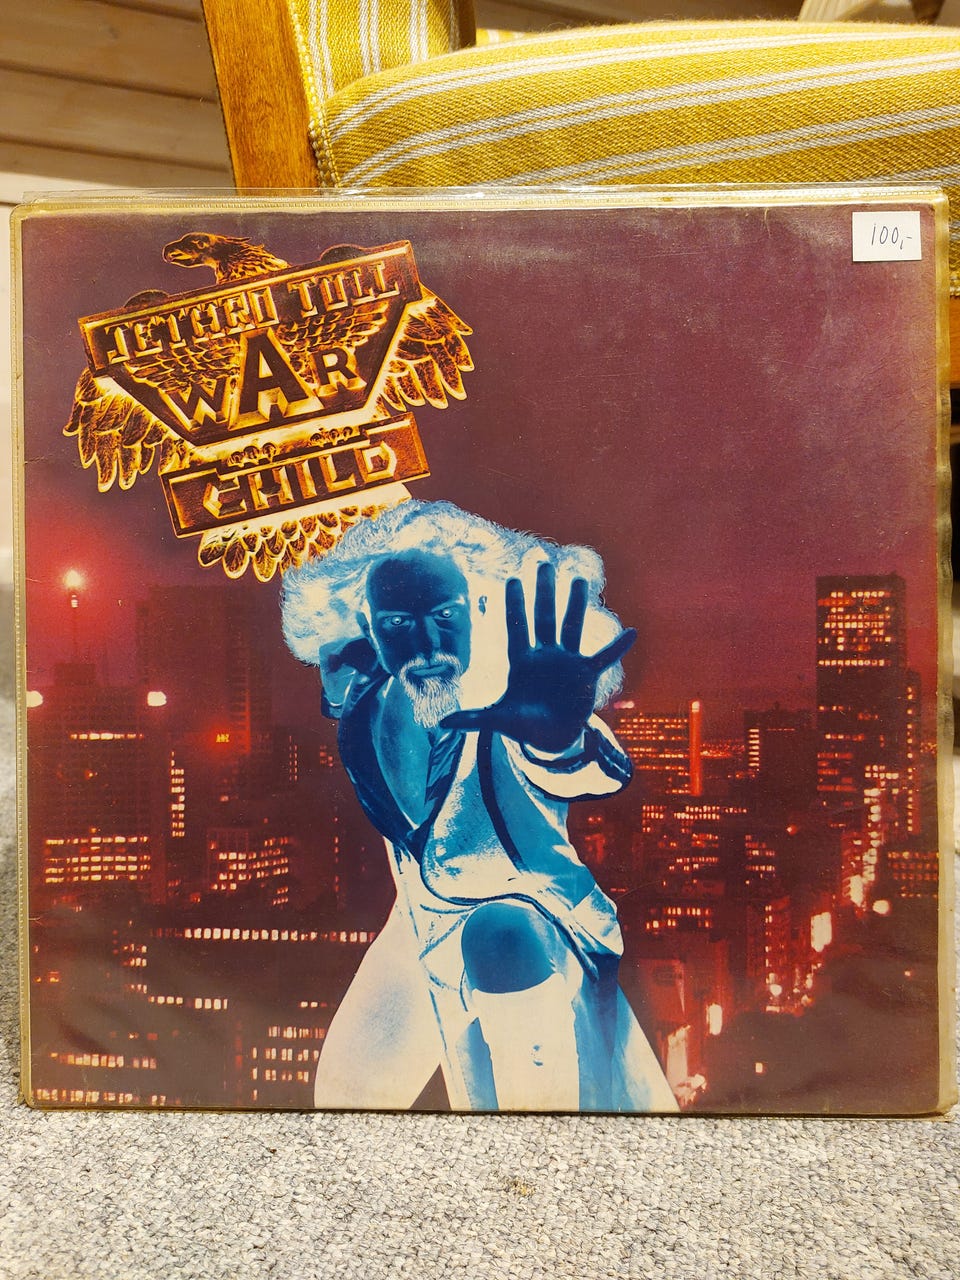 100,-
JETHRO TULL
WAR
CHILD